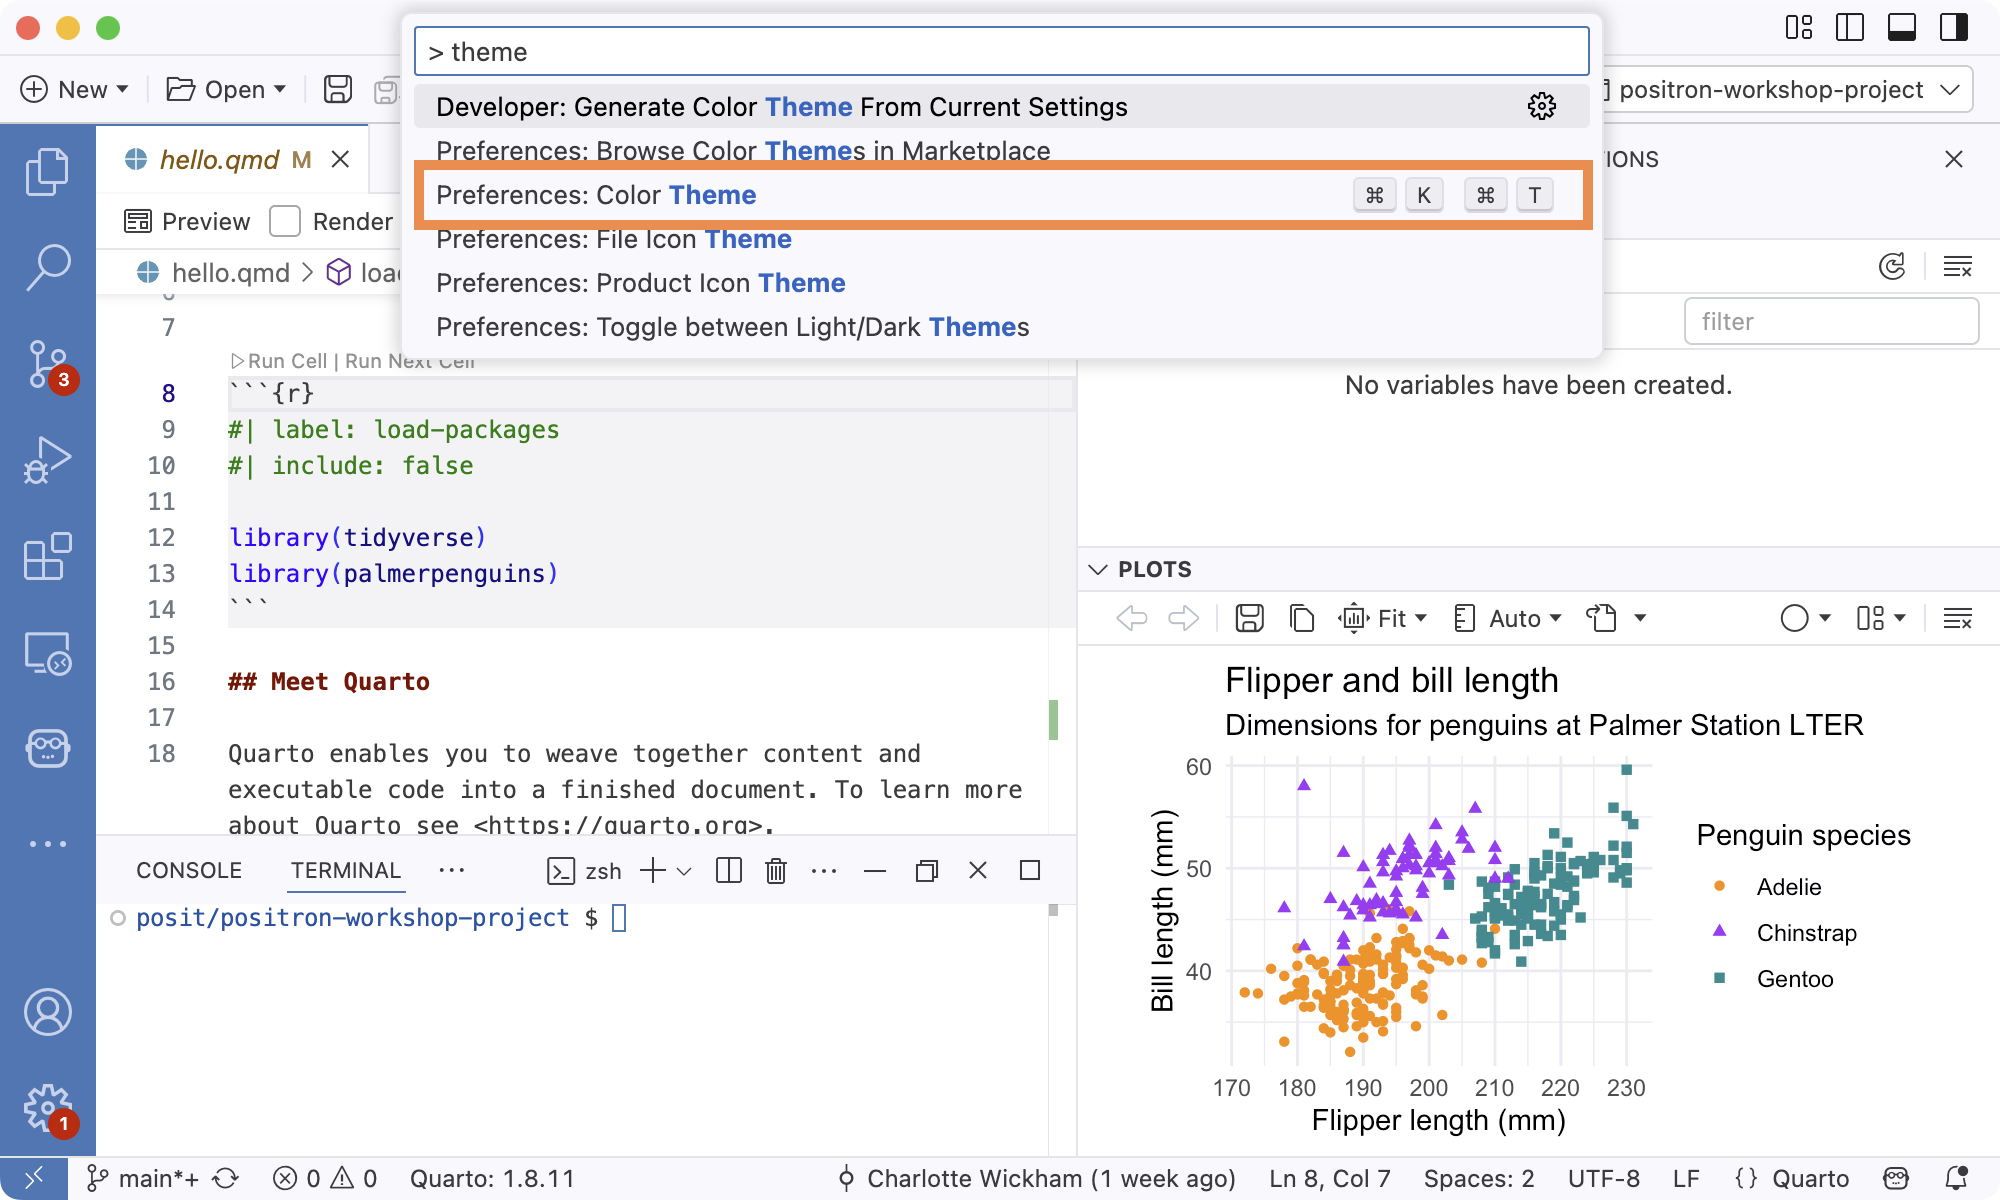 > theme
New
Open
positron-workshop-project
Developer: Generate Color Theme From Current Settings
Preferences: Browse Color Themes in Marketplace
Preferences: Color Theme ⌘ K ⌘ T
Preferences: File Icon Theme
Preferences: Product Icon Theme
Preferences: Toggle between Light/Dark Themes
hello.qmd M
Preview
Render
hello.qmd
7
Run Cell | Run Next Cell
8 ```{r}
9 #| label: load-packages
10 #| include: false
11
12 library(tidyverse)
13 library(palmerpenguins)
14 ```
15
16 ## Meet Quarto
17
18 Quarto enables you to weave together content and
executable code into a finished document. To learn more
about Quarto see <https://quarto.org>.
3
1
CONSOLE
TERMINAL
zsh
posit/positron-workshop-project $
filter
No variables have been created.
PLOTS
Fit
Auto
Flipper and bill length
Dimensions for penguins at Palmer Station LTER
60
50
40
Bill length (mm)
170 180 190 200 210 220 230
Flipper length (mm)
Penguin species
Adelie
Chinstrap
Gentoo
main*+
0
0
Quarto: 1.8.11
Charlotte Wickham (1 week ago)
Ln 8, Col 7
Spaces: 2
UTF-8
LF
{} Quarto